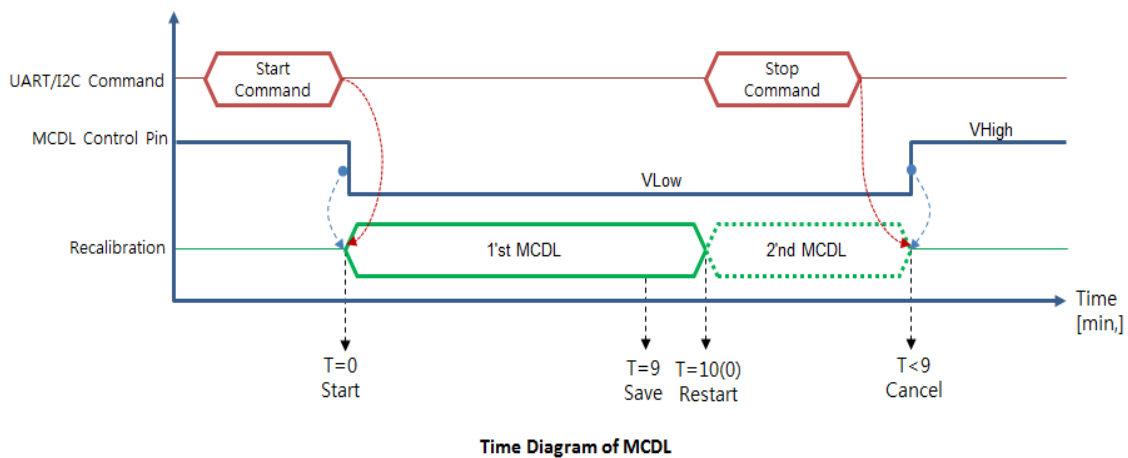 UART/I2C Command
Start
Command
Stop
Command
MCDL Control Pin
VHigh
VLow
Recalibration
1'st MCDL
2'nd MCDL
Time
[min,]
T=0
Start
T=9
Save
T=10(0)
Restart
T<9
Cancel
Time Diagram of MCDL